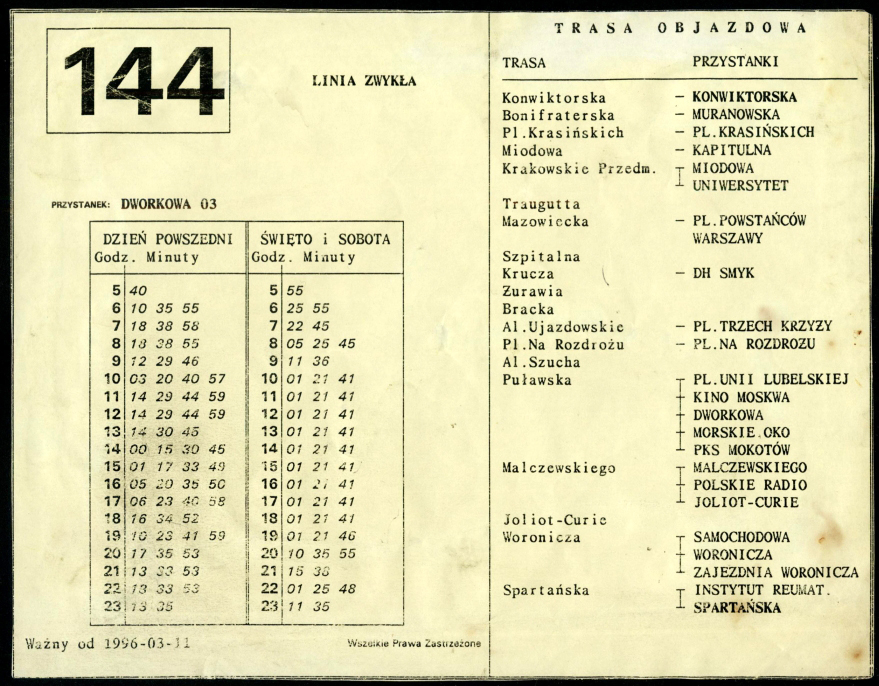 144
LINIA ZWYKŁA
PRZYSTANEK: DWORKOWA 03
DZIEŃ POWSZEDNI
Godz. Minuty
5 40
6 10 35 55
7 18 38 58
8 18 38 55
9 12 29 46
10 03 20 40 57
11 14 29 44 59
12 14 29 44 59
13 14 30 45
14 00 15 30 45
15 01 17 33 49
16 05 20 35 50
17 06 23 40 58
18 16 34 52
19 10 23 41 59
20 17 35 53
21 13 33 53
22 13 33 53
23 13 35
ŚWIĘTO i SOBOTA
Godz. Minuty
5 55
6 25 55
7 22 45
8 05 25 45
9 11 36
10 01 21 41
11 01 21 41
12 01 21 41
13 01 21 41
14 01 21 41
15 01 21 41
16 01 21 41
17 01 21 41
18 01 21 41
19 01 21 46
20 10 35 55
21 15 38
22 01 25 48
23 11 35
Ważny od 1996-03-11
Wszelkie Prawa Zastrzeżone
TRASA OBJAZDOWA
TRASA PRZYSTANKI
Konwiktorska – KONWIKTORSKA
Bonifraterska – MURANOWSKA
Pl.Krasińskich – PL.KRASIŃSKICH
Miodowa – KAPITULNA
Krakowskie Przedm. MIODOWA
UNIWERSYTET
Traugutta
Mazowiecka – PL.POWSTAŃCÓW
WARSZAWY
Szpitalna
Krucza – DH SMYK
Żurawia
Bracka
Al.Ujazdowskie – PL.TRZECH KRZYŻY
Pl.Na Rozdrożu – PL.NA ROZDROŻU
Al.Szucha
Puławska PL.UNII LUBELSKIEJ
KINO MOSKWA
DWORKOWA
MORSKIE OKO
PKS MOKOTÓW
Malczewskiego MALCZEWSKIEGO
POLSKIE RADIO
JOLIOT-CURIE
Joliot-Curie
Woronicza SAMOCHODOWA
WORONICZA
ZAJEZDNIA WORONICZA
Spartańska INSTYTUT REUMAT.
SPARTAŃSKA